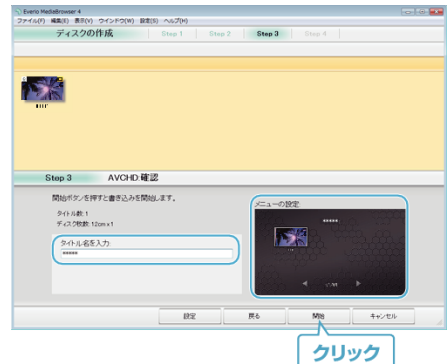 Everio MediaBrowser 4
ファイル(F) 編集(E) 表示(V) ウインドウ(W) 設定(S) ヘルプ(H)
ディスクの作成 Step 1 Step 2 Step 3 Step 4
Step 3 AVCHD:確認
開始ボタンを押すと書き込みを開始します。
タイトル数: 1
ディスク枚数: 12cm x1
タイトル名を入力:
*****
メニューの設定:
*****
設定 戻る 開始 キャンセル
クリック